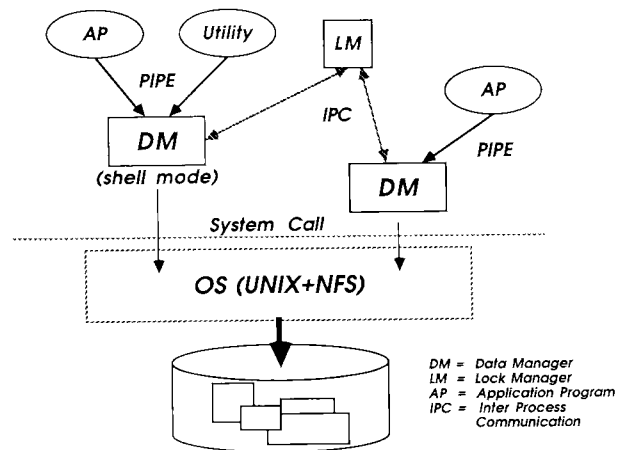 AP
Utility
LM
PIPE
IPC
AP
DM
(shell mode)
PIPE
DM
System Call
OS (UNIX+NFS)
DM = Data Manager
LM = Lock Manager
AP = Application Program
IPC = Inter Process
Communication